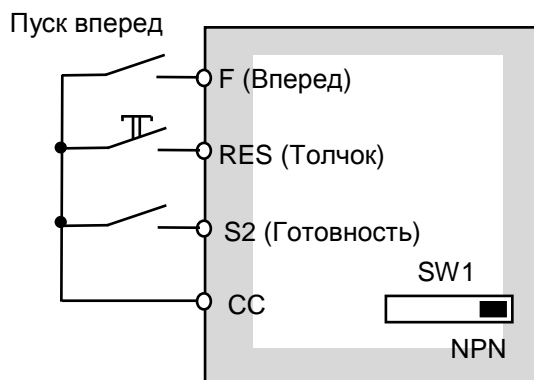 Пуск вперед
F (Вперед)
RES (Толчок)
S2 (Готовность)
SW1
CC
NPN